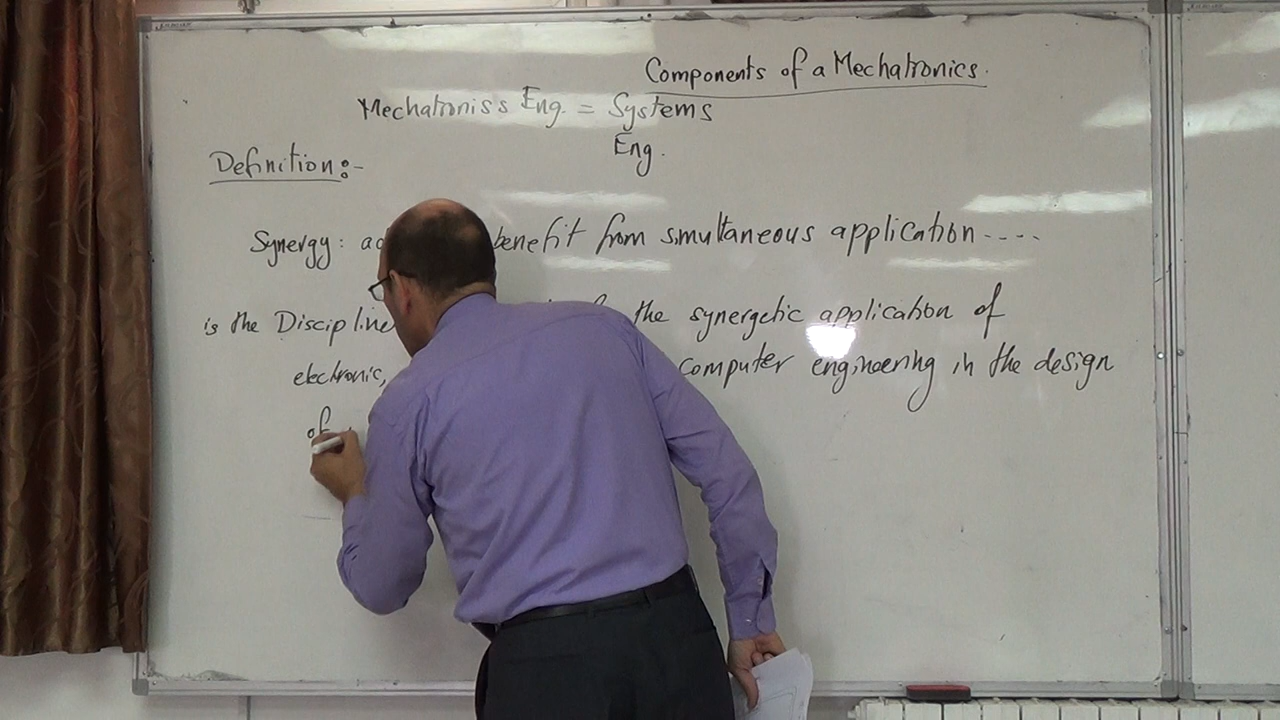 Components of a Mechatronics.
Mechatroniss Eng. = Systems
Eng.
Definition:-
Synergy: benefit from simultaneous application ....
is the Discipline the synergetic application of
electronic, computer engineering in the design
of